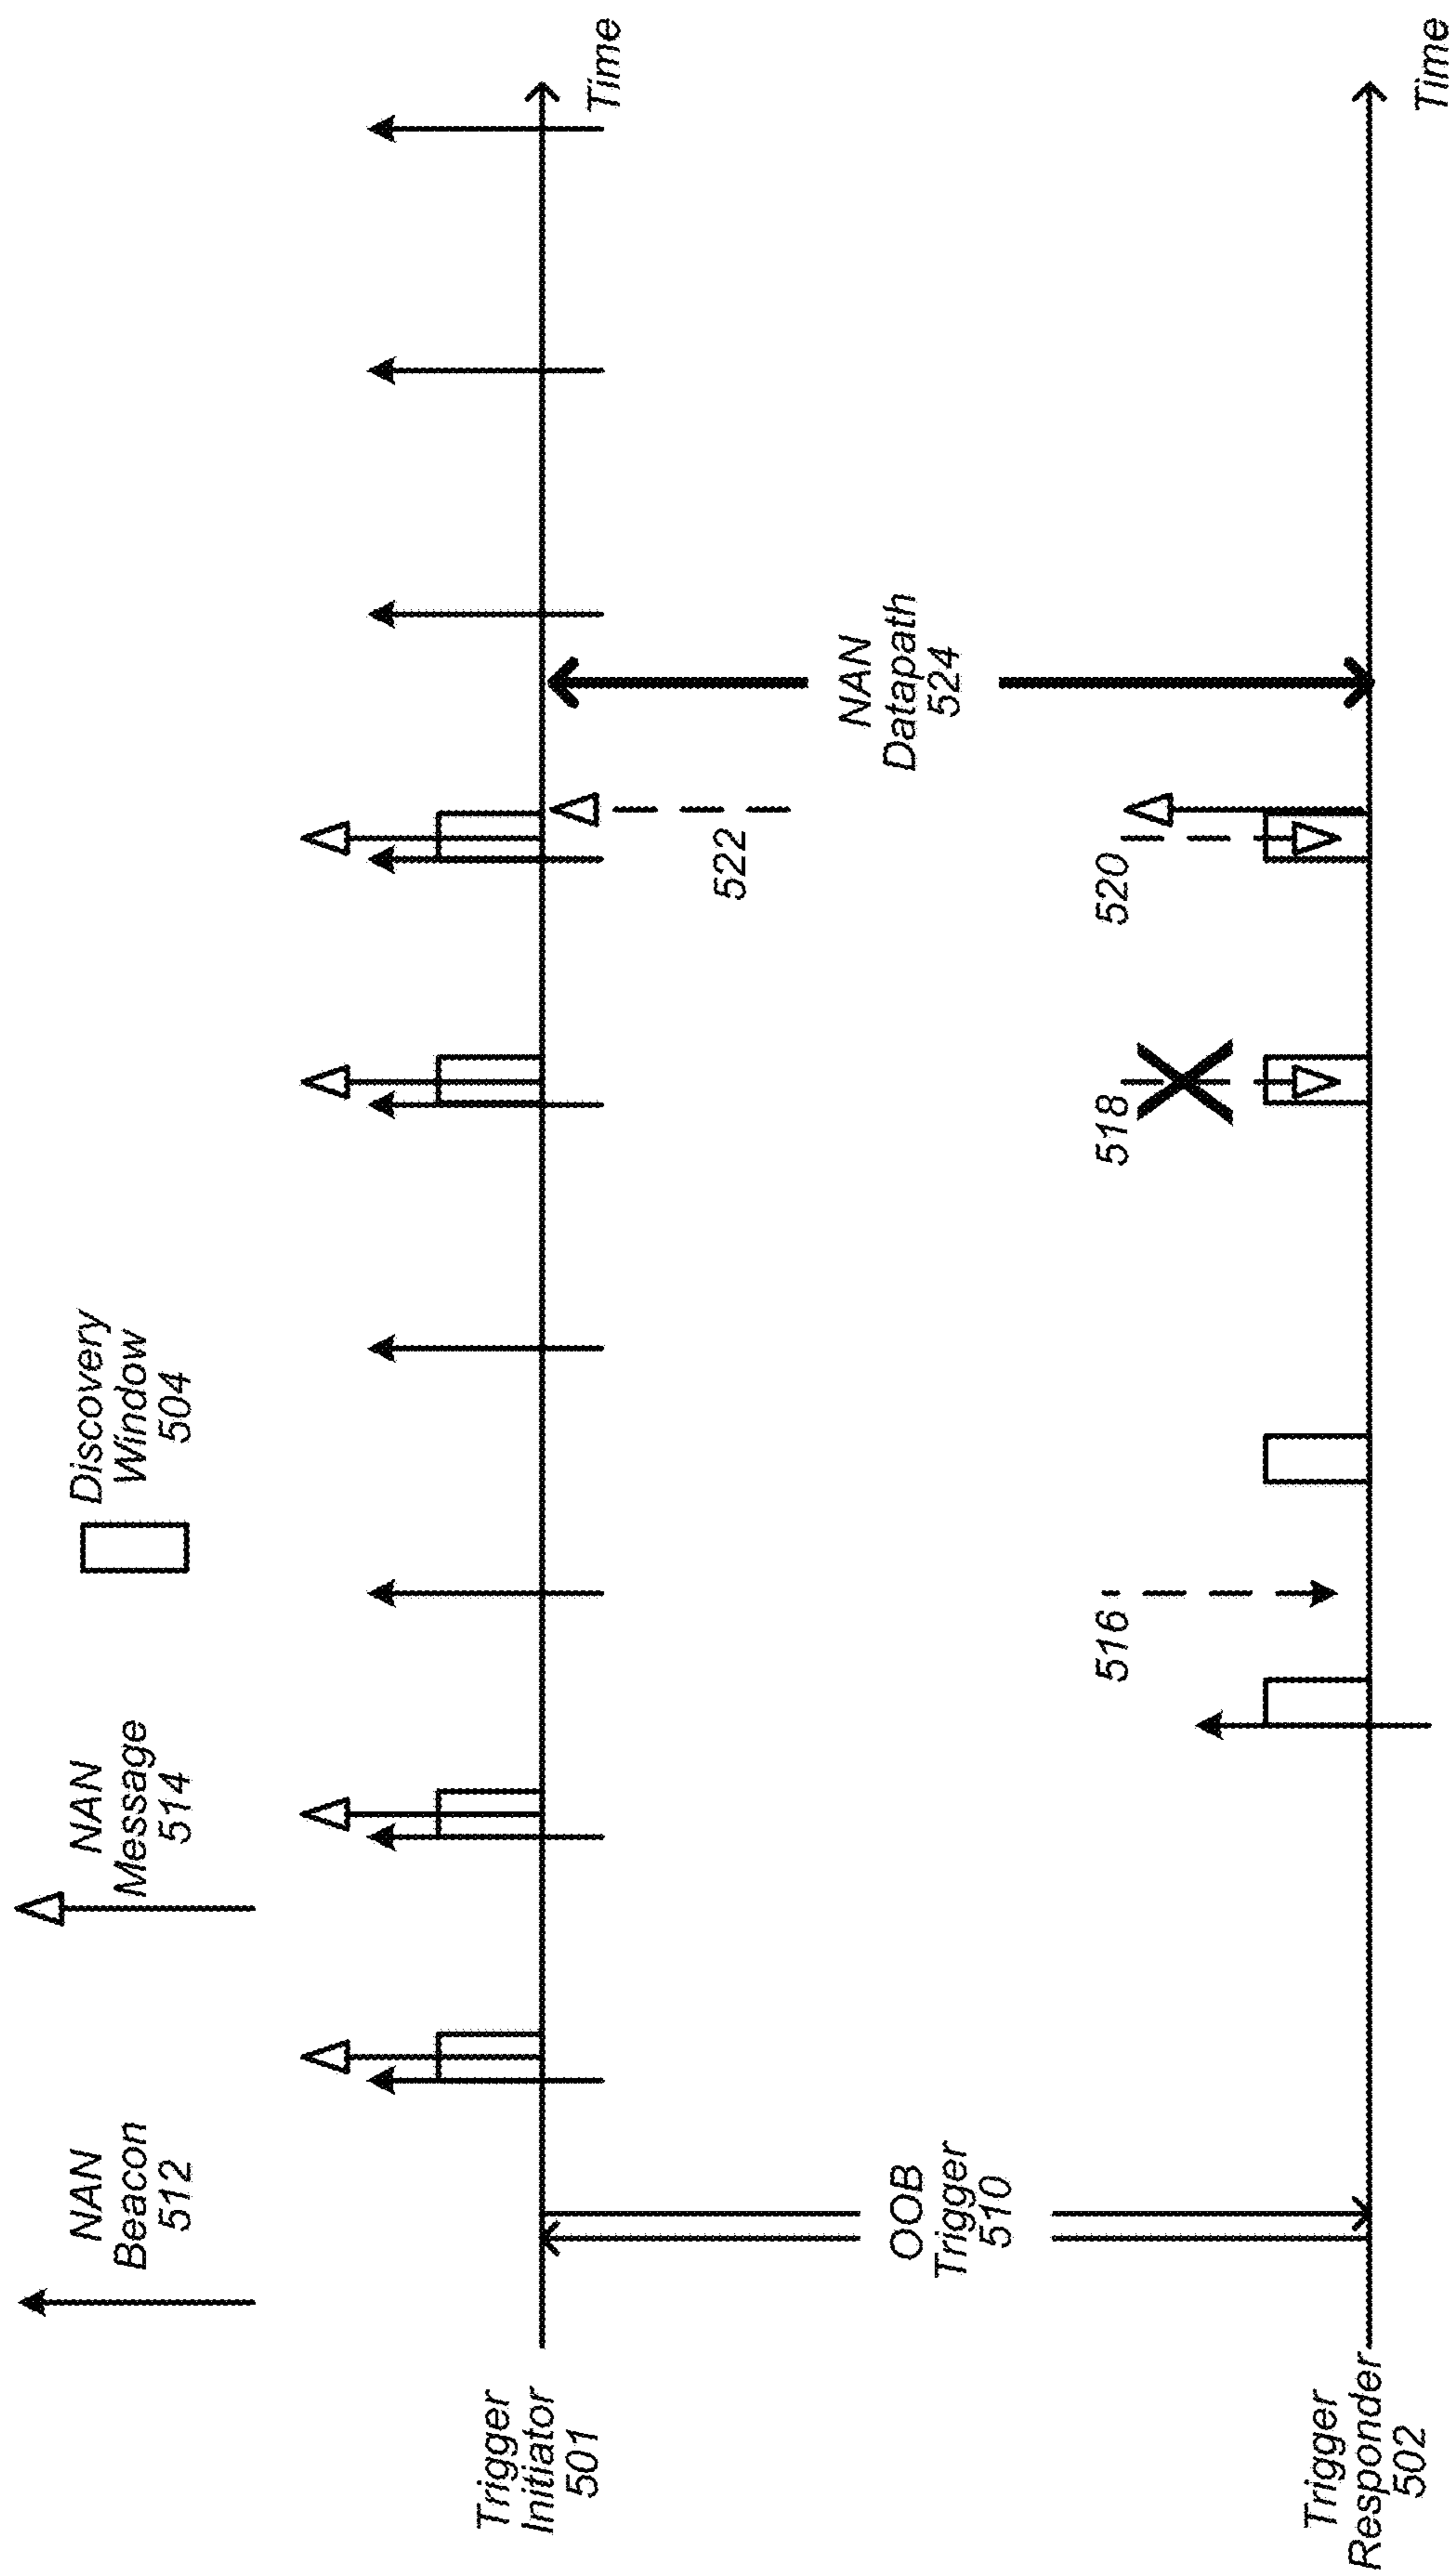 NAN
Beacon
512
NAN
Message
514
Discovery
Window
504
Trigger
Initiator
501
Time
OOB
Trigger
510
522
NAN
Datapath
524
516
518
520
Trigger
Responder
502
Time